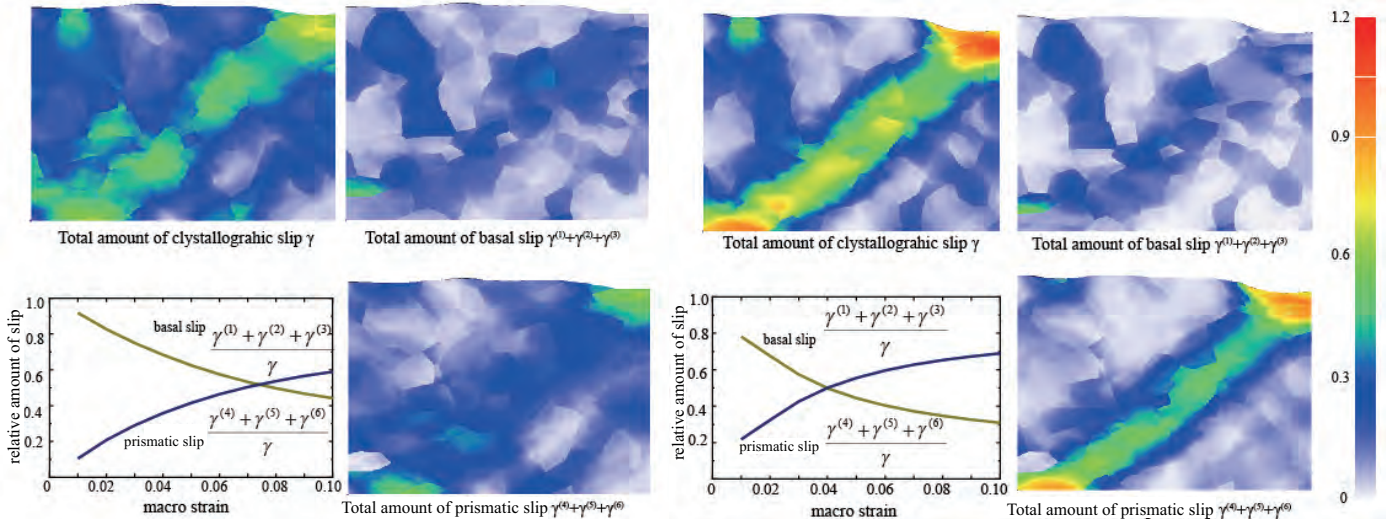 Total amount of clystallograhic slip γ
Total amount of basal slip γ⁽¹⁾+γ⁽²⁾+γ⁽³⁾
Total amount of clystallograhic slip γ
Total amount of basal slip γ⁽¹⁾+γ⁽²⁾+γ⁽³⁾
1.2
0.9
0.6
0.3
0
relative amount of slip
1.0
0.8
0.6
0.4
0.2
basal slip
γ⁽¹⁾ + γ⁽²⁾ + γ⁽³⁾
γ
γ⁽⁴⁾ + γ⁽⁵⁾ + γ⁽⁶⁾
γ
prismatic slip
0 0.02 0.04 0.06 0.08 0.10
macro strain
Total amount of prismatic slip γ⁽⁴⁾+γ⁽⁵⁾+γ⁽⁶⁾
relative amount of slip
1.0
0.8
0.6
0.4
0.2
basal slip
γ⁽¹⁾ + γ⁽²⁾ + γ⁽³⁾
γ
γ⁽⁴⁾ + γ⁽⁵⁾ + γ⁽⁶⁾
γ
prismatic slip
0 0.02 0.04 0.06 0.08 0.10
macro strain
Total amount of prismatic slip γ⁽⁴⁾+γ⁽⁵⁾+γ⁽⁶⁾